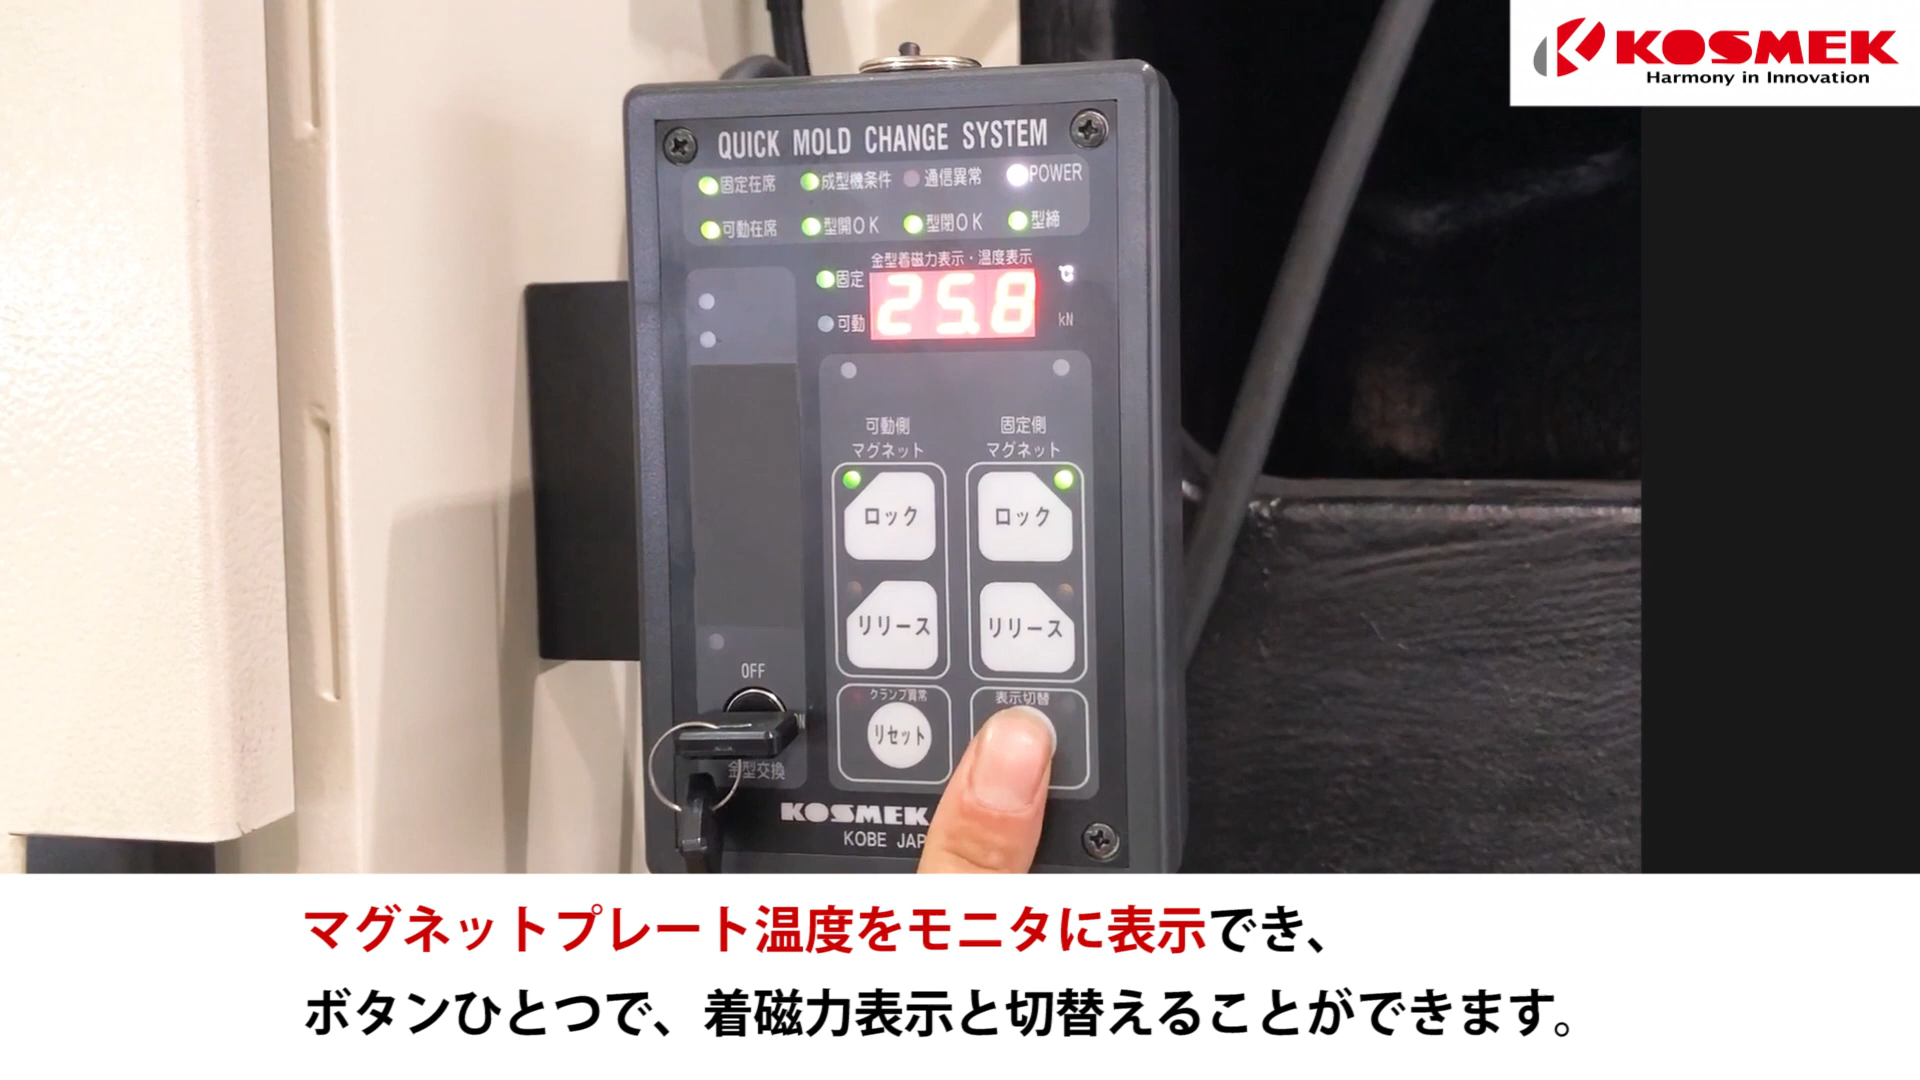 KOSMEK
Harmony in Innovation
QUICK MOLD CHANGE SYSTEM
固定在席 成型機条件 通信異常 POWER
可動在席 型開OK 型閉OK 型締
金型着磁力表示・温度表示
固定 25.8 ℃
可動 kN
可動側 固定側
マグネット マグネット
ロック ロック
リリース リリース
OFF
クランプ異常 表示切替
リセット
金型交換
KOSMEK
KOBE JAP
マグネットプレート温度をモニタに表示でき、
ボタンひとつで、着磁力表示と切替えることができます。